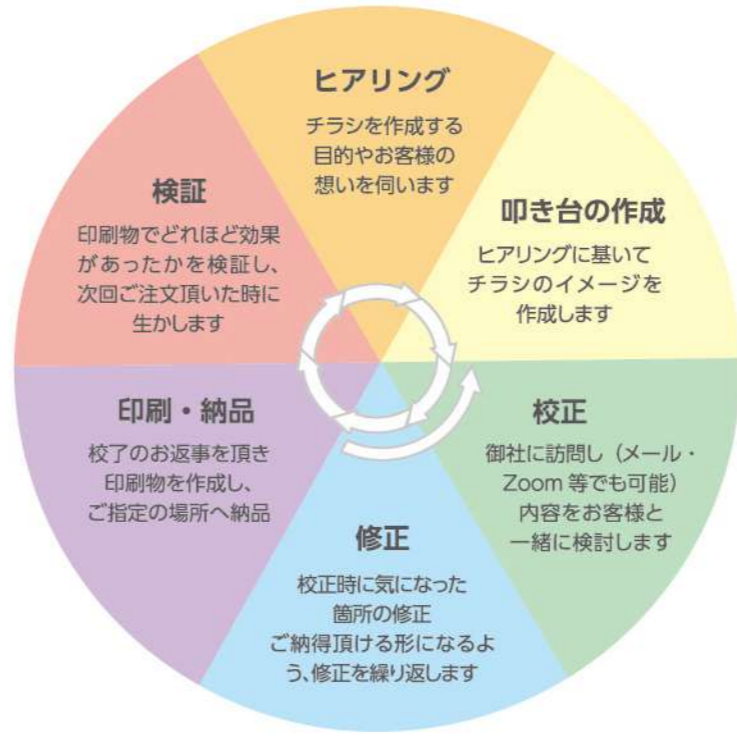 ヒアリング
チラシを作成する
目的やお客様の
想いを伺います
叩き台の作成
ヒアリングに基いて
チラシのイメージを
作成します
校正
御社に訪問し（メール・
Zoom 等でも可能）
内容をお客様と
一緒に検討します
修正
校正時に気になった
箇所の修正
ご納得頂ける形になるよ
う、修正を繰り返します
印刷・納品
校了のお返事を頂き
印刷物を作成し、
ご指定の場所へ納品
検証
印刷物でどれほど効果
があったかを検証し、
次回ご注文頂いた時に
生かします